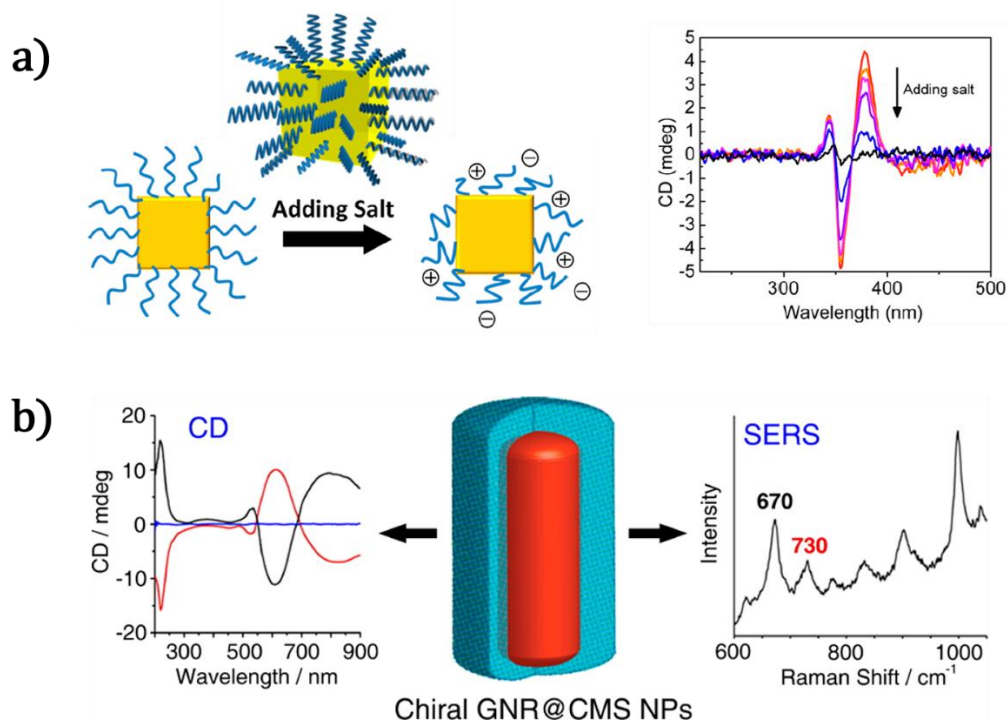 a)
Adding Salt
+
−
+
+
+
−
−
CD (mdeg)
5
4
3
2
1
0
-1
-2
-3
-4
-5
Adding salt
300
400
500
Wavelength (nm)
b)
CD
CD / mdeg
20
10
0
-10
-20
300
500
700
900
Wavelength / nm
Chiral GNR@CMS NPs
SERS
Intensity
670
730
600
800
1000
Raman Shift / cm-1